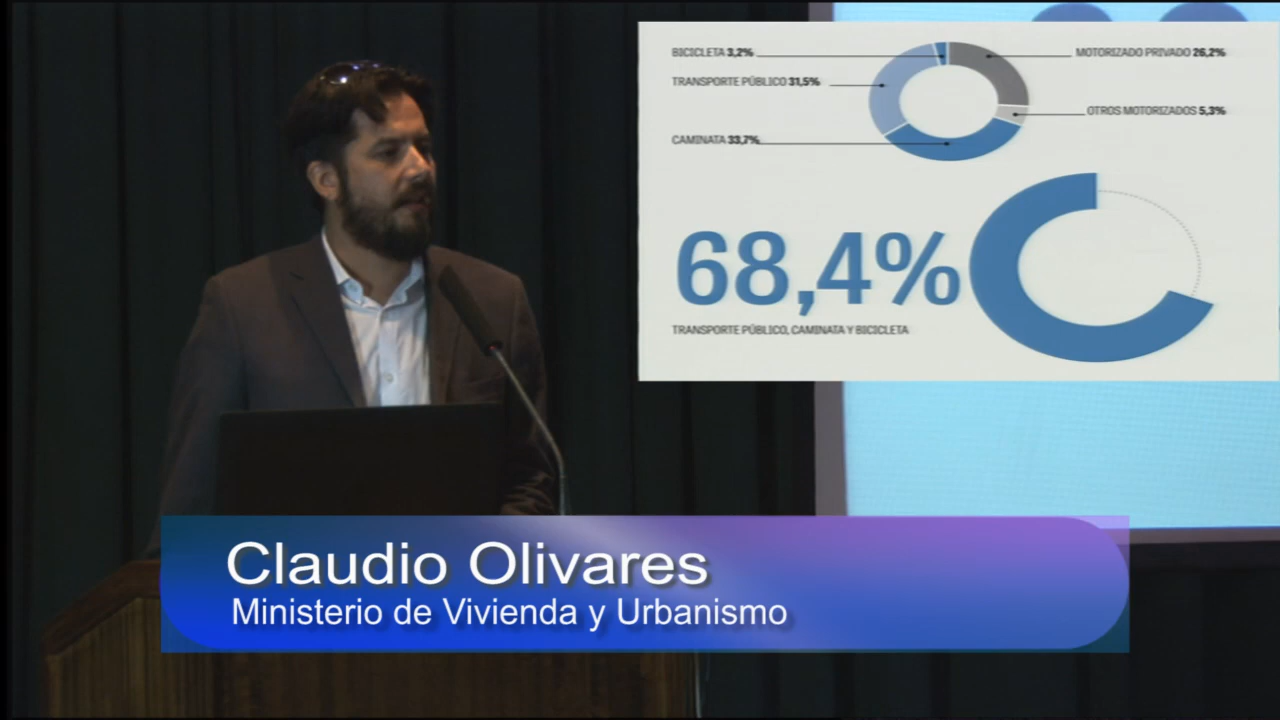 BICICLETA 3,2%
MOTORIZADO PRIVADO 26,2%
TRANSPORTE PÚBLICO 31,5%
OTROS MOTORIZADOS 5,3%
CAMINATA 33,7%
68,4%
TRANSPORTE PÚBLICO, CAMINATA Y BICICLETA
Claudio Olivares
Ministerio de Vivienda y Urbanismo